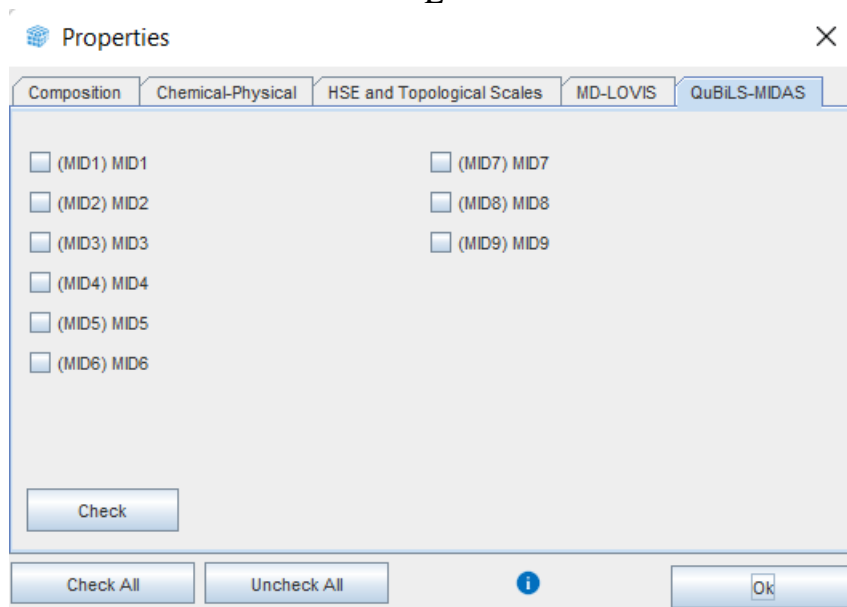 E
Properties
Composition Chemical-Physical HSE and Topological Scales MD-LOVIS QuBiLS-MIDAS
(MID1) MID1 (MID7) MID7
(MID2) MID2 (MID8) MID8
(MID3) MID3 (MID9) MID9
(MID4) MID4
(MID5) MID5
(MID6) MID6
Check
Check All Uncheck All i Ok